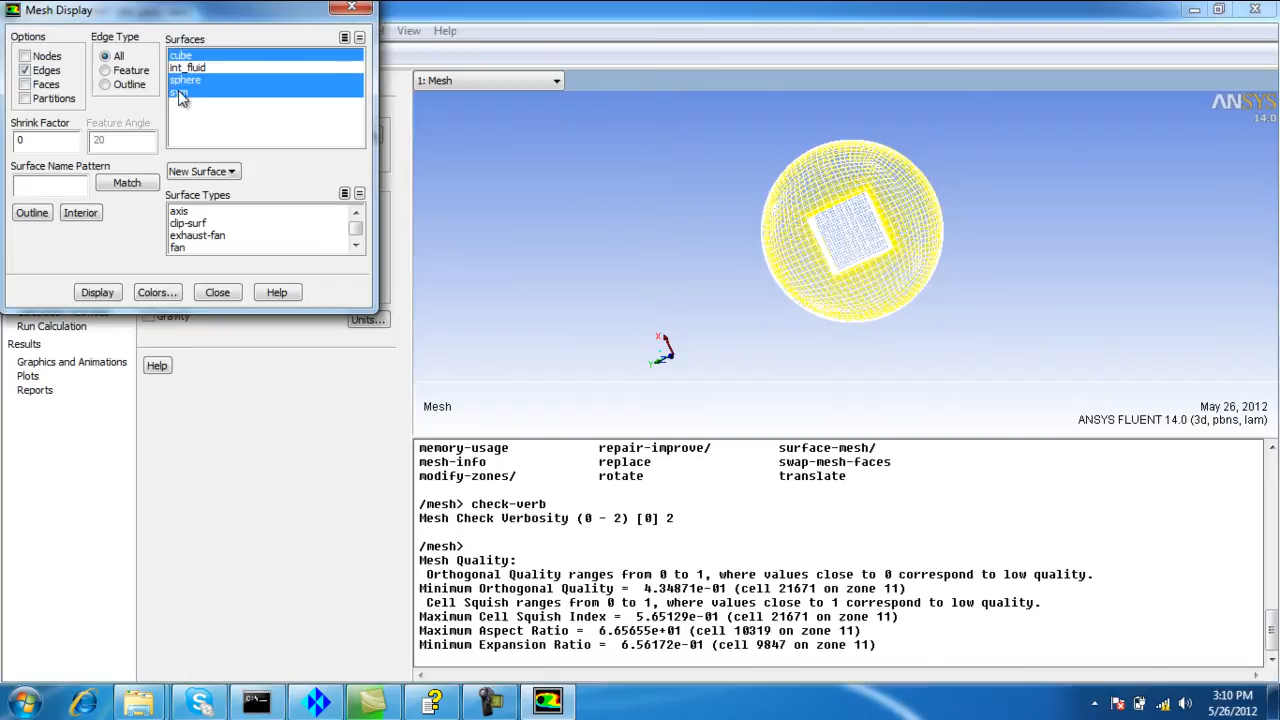 Mesh Display
Options
Nodes
Edges
Faces
Partitions
Edge Type
All
Feature
Outline
Shrink Factor
0
Feature Angle
20
Surface Name Pattern
Match
Outline
Interior
Surfaces
cube
int_fluid
sphere
New Surface
Surface Types
axis
clip-surf
exhaust-fan
fan
Display
Colors...
Close
Help
View
Help
1: Mesh
ANSYS
14.0
X
Y
Z
Mesh
May 26, 2012
ANSYS FLUENT 14.0 (3d, pbns, lam)
Run Calculation
Results
Graphics and Animations
Plots
Reports
Gravity
Units...
Help
memory-usage repair-improve/ surface-mesh/
mesh-info replace swap-mesh-faces
modify-zones/ rotate translate
/mesh> check-verb
Mesh Check Verbosity (0 - 2) [0] 2
/mesh>
Mesh Quality:
Orthogonal Quality ranges from 0 to 1, where values close to 0 correspond to low quality.
Minimum Orthogonal Quality = 4.34871e-01 (cell 21671 on zone 11)
Cell Squish ranges from 0 to 1, where values close to 1 correspond to low quality.
Maximum Cell Squish Index = 5.65129e-01 (cell 21671 on zone 11)
Maximum Aspect Ratio = 6.65655e+01 (cell 10319 on zone 11)
Minimum Expansion Ratio = 6.56172e-01 (cell 9847 on zone 11)
3:10 PM
5/26/2012